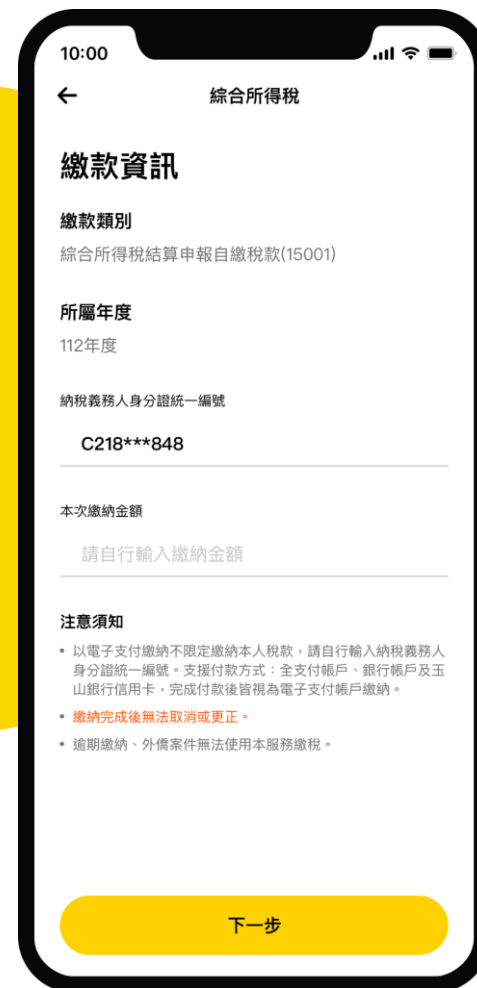 10:00
綜合所得稅
繳款資訊
繳款類別
綜合所得稅結算申報自繳稅款(15001)
所屬年度
112年度
納稅義務人身分證統一編號
C218***848
本次繳納金額
請自行輸入繳納金額
注意須知
• 以電子支付繳納不限定繳納本人稅款，請自行輸入納稅義務人
身分證統一編號。支援付款方式：全支付帳戶、銀行帳戶及玉
山銀行信用卡，完成付款後皆視為電子支付帳戶繳納。
• 繳納完成後無法取消或更正。
• 逾期繳納、外僑案件無法使用本服務繳稅。
下一步